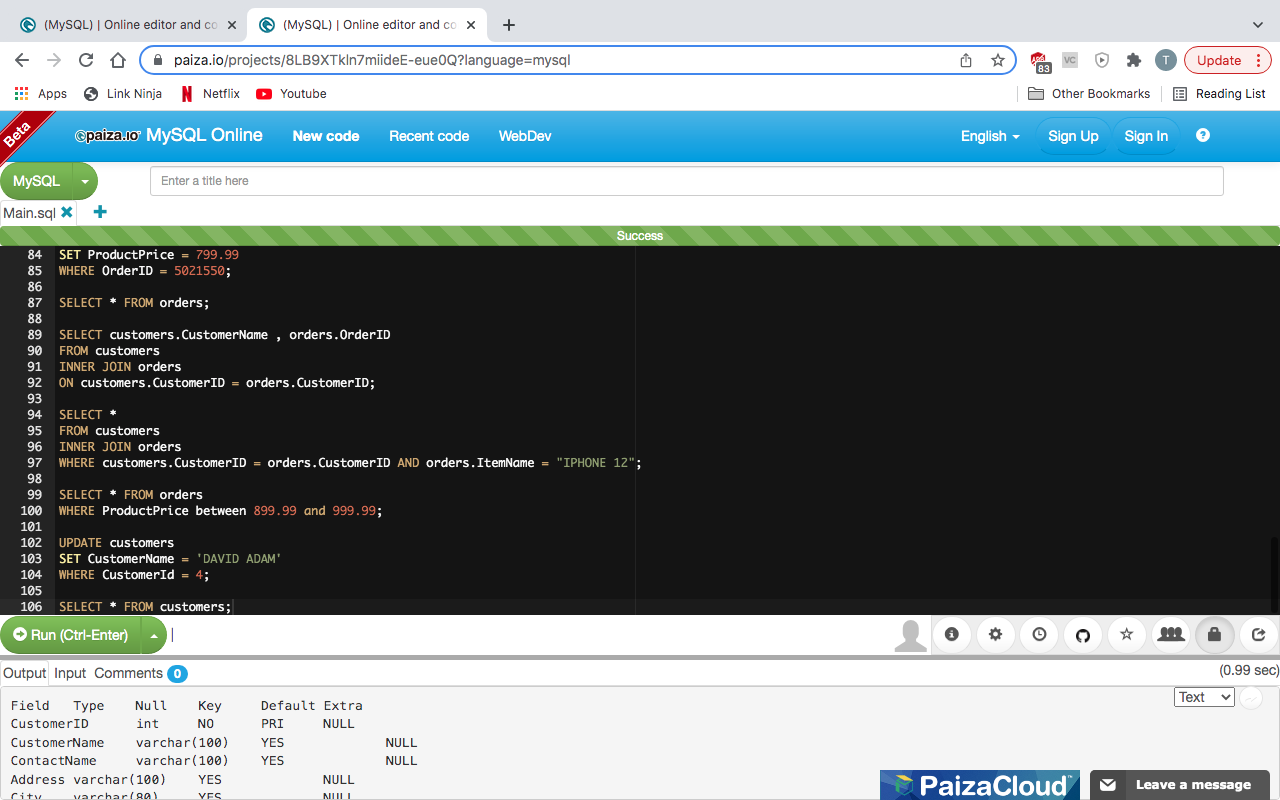 (MySQL) | Online editor and co
(MySQL) | Online editor and co
paiza.io/projects/8LB9XTkln7miideE-eue0Q?language=mysql
ABP
83
VC
T
Update
Apps
Link Ninja
Netflix
Youtube
Other Bookmarks
Reading List
Beta
paiza.io MySQL Online
New code
Recent code
WebDev
English
Sign Up
Sign In
MySQL
Enter a title here
Main.sql
Success
84 SET ProductPrice = 799.99
85 WHERE OrderID = 5021550;
86
87 SELECT * FROM orders;
88
89 SELECT customers.CustomerName , orders.OrderID
90 FROM customers
91 INNER JOIN orders
92 ON customers.CustomerID = orders.CustomerID;
93
94 SELECT *
95 FROM customers
96 INNER JOIN orders
97 WHERE customers.CustomerID = orders.CustomerID AND orders.ItemName = "IPHONE 12";
98
99 SELECT * FROM orders
100 WHERE ProductPrice between 899.99 and 999.99;
101
102 UPDATE customers
103 SET CustomerName = 'DAVID ADAM'
104 WHERE CustomerId = 4;
105
106 SELECT * FROM customers;
Run (Ctrl-Enter)
Output Input Comments 0
(0.99 sec)
Text
Field Type Null Key Default Extra
CustomerID int NO PRI NULL
CustomerName varchar(100) YES NULL
ContactName varchar(100) YES NULL
Address varchar(100) YES NULL
City varchar(80) YES NULL
PaizaCloud
Leave a message